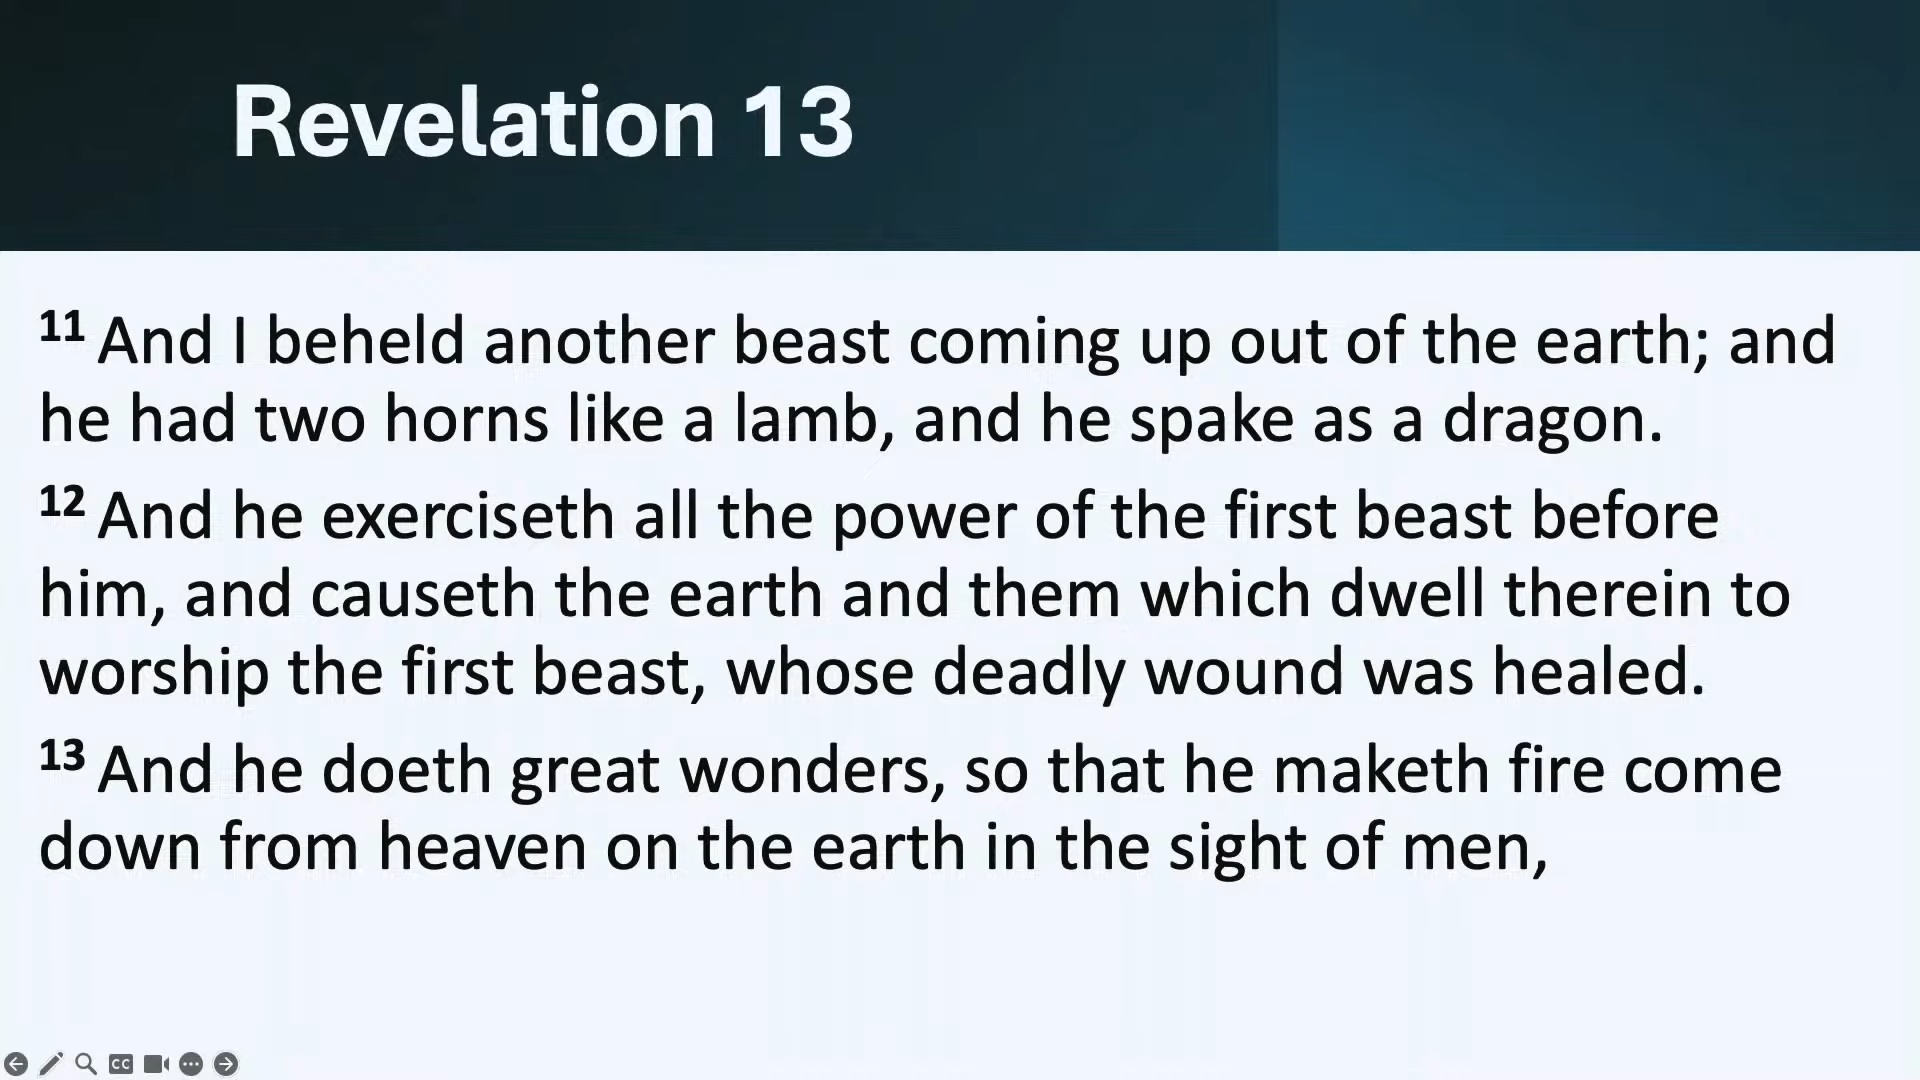 Revelation 13
11 And I beheld another beast coming up out of the earth; and
he had two horns like a lamb, and he spake as a dragon.
12 And he exerciseth all the power of the first beast before
him, and causeth the earth and them which dwell therein to
worship the first beast, whose deadly wound was healed.
13 And he doeth great wonders, so that he maketh fire come
down from heaven on the earth in the sight of men,
CC